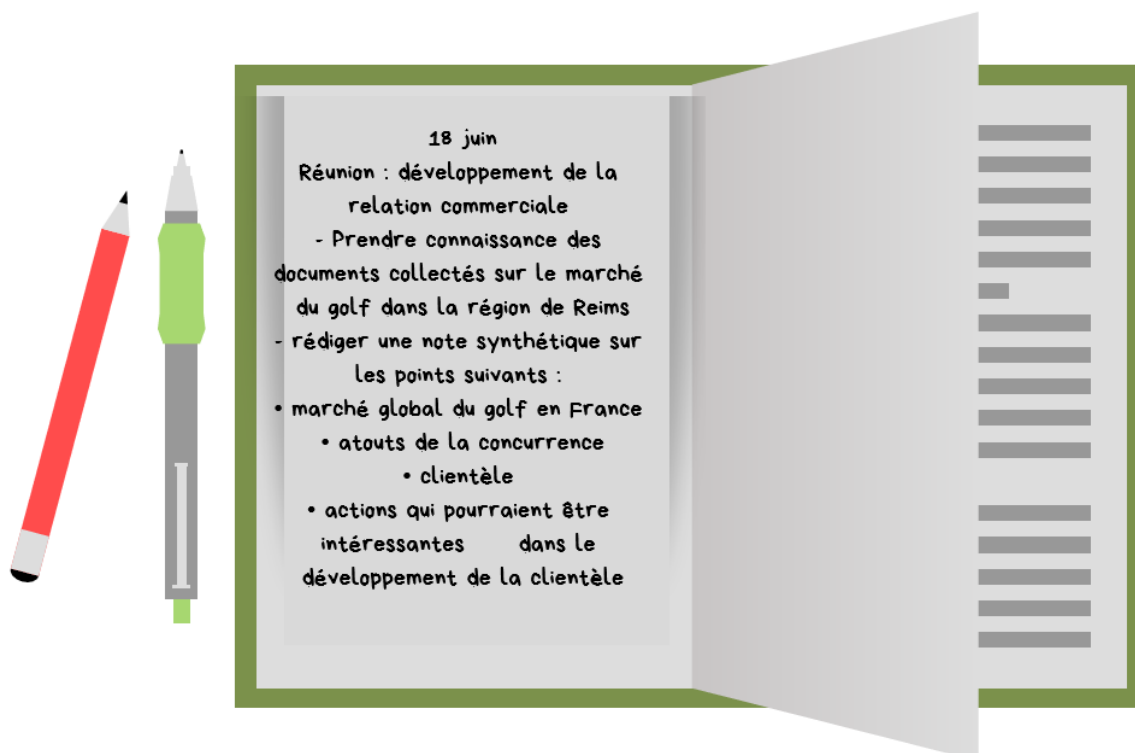 18 juin
Réunion : développement de la
relation commerciale
- Prendre connaissance des
documents collectés sur le marché
du golf dans la région de Reims
- rédiger une note synthétique sur
les points suivants :
• marché global du golf en France
• atouts de la concurrence
• clientèle
• actions qui pourraient être
intéressantes dans le
développement de la clientèle